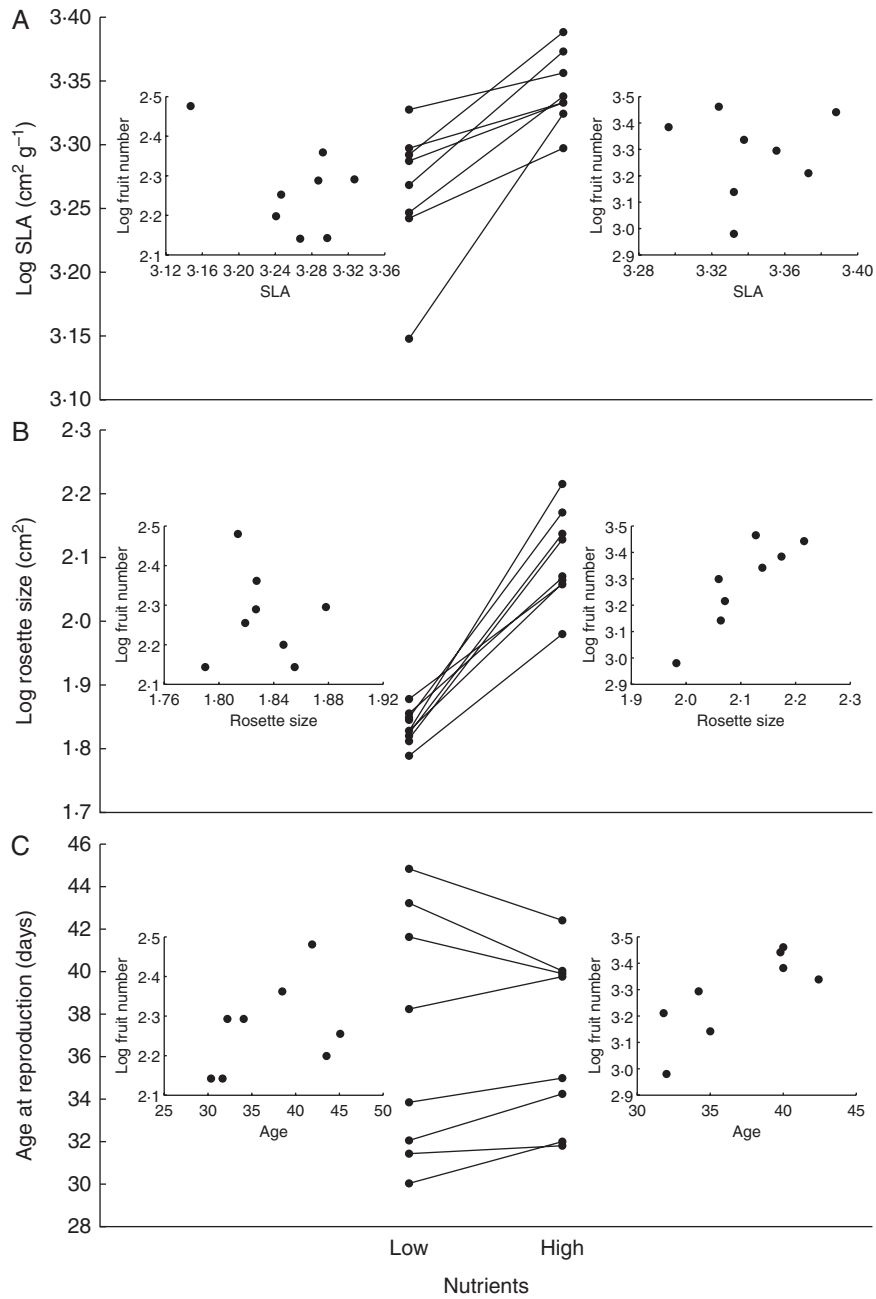 A
Log SLA (cm² g⁻¹)
3·40
3·35
3·30
3·25
3·20
3·15
3·10
Log fruit number
2·5
2·4
2·3
2·2
2·1
3·12 3·16 3·20 3·24 3·28 3·32 3·36
SLA
Log fruit number
3·5
3·4
3·3
3·2
3·1
3·0
2·9
3·28 3·32 3·36 3·40
SLA
B
Log rosette size (cm²)
2·3
2·2
2·1
2·0
1·9
1·8
1·7
Log fruit number
2·5
2·4
2·3
2·2
2·1
1·76 1·80 1·84 1·88 1·92
Rosette size
Log fruit number
3·5
3·4
3·3
3·2
3·1
3·0
2·9
1·9 2·0 2·1 2·2 2·3
Rosette size
C
Age at reproduction (days)
46
44
42
40
38
36
34
32
30
28
Log fruit number
2·5
2·4
2·3
2·2
2·1
25 30 35 40 45 50
Age
Log fruit number
3·5
3·4
3·3
3·2
3·1
3·0
2·9
30 35 40 45
Age
Low High
Nutrients